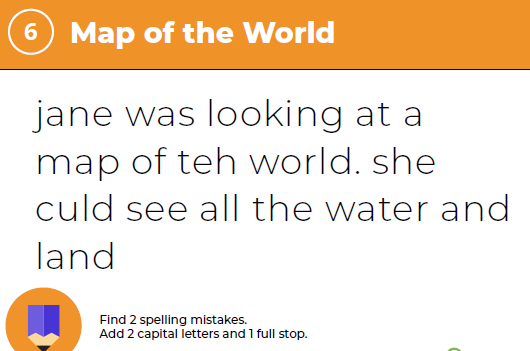 6 Map of the World
jane was looking at a
map of teh world. she
culd see all the water and
land
Find 2 spelling mistakes.
Add 2 capital letters and 1 full stop.